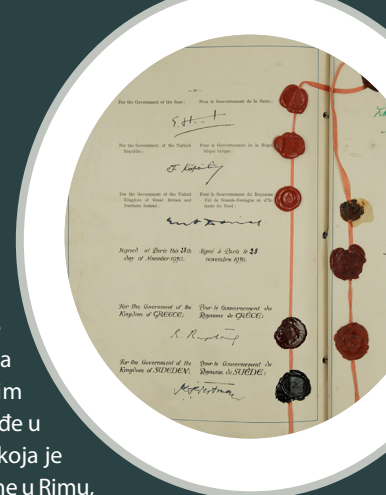 For the Government of the Saar: Pour le Gouvernement de la Sarre:
For the Government of the Turkish Pour le Gouvernement de la
Republic: turque:
For the Government of the United Pour le Gouvernement du Royaume
Kingdom of Great Britain and Uni de Grande-Bretagne et
Northern Ireland: lande du Nord:
Signed at Paris this 28th Signé à Paris le 28
day of November 1950. novembre 1950.
For the Government of the Pour le Gouvernement du
Kingdom of GREECE: Royaume de GRÈCE:
For the Government of the Pour le Gouvernement du
Kingdom of SWEDEN: Royaume de SUÈDE:
a
im
đe u
koja je
ne u Rimu,